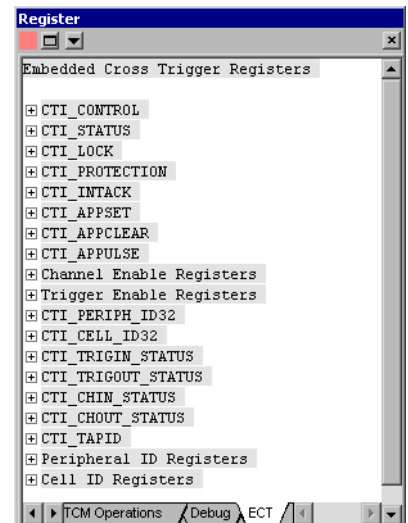 Register
Embedded Cross Trigger Registers
CTI_CONTROL
CTI_STATUS
CTI_LOCK
CTI_PROTECTION
CTI_INTACK
CTI_APPSET
CTI_APPCLEAR
CTI_APPULSE
Channel Enable Registers
Trigger Enable Registers
CTI_PERIPH_ID32
CTI_CELL_ID32
CTI_TRIGIN_STATUS
CTI_TRIGOUT_STATUS
CTI_CHIN_STATUS
CTI_CHOUT_STATUS
CTI_TAPID
Peripheral ID Registers
Cell ID Registers
TCM Operations Debug ECT